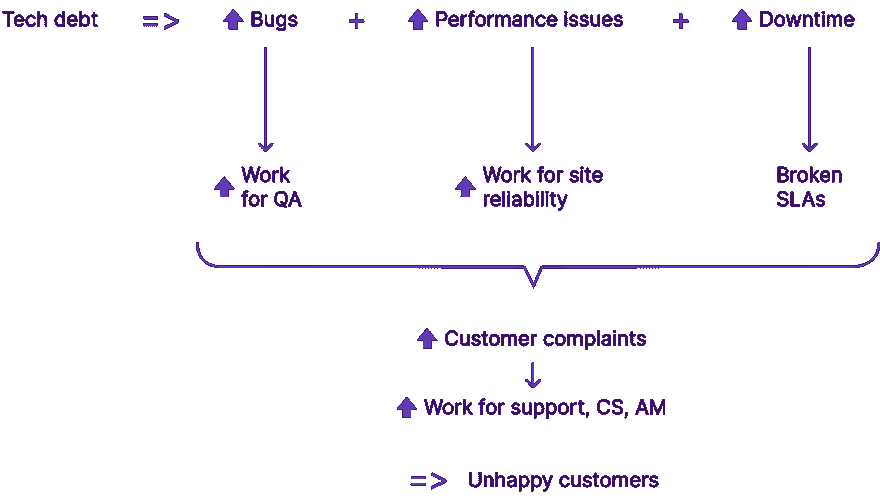 Tech debt => ↑ Bugs + ↑ Performance issues + ↑ Downtime
↑ Work for QA
↑ Work for site reliability
Broken SLAs
↑ Customer complaints
↑ Work for support, CS, AM
=> Unhappy customers